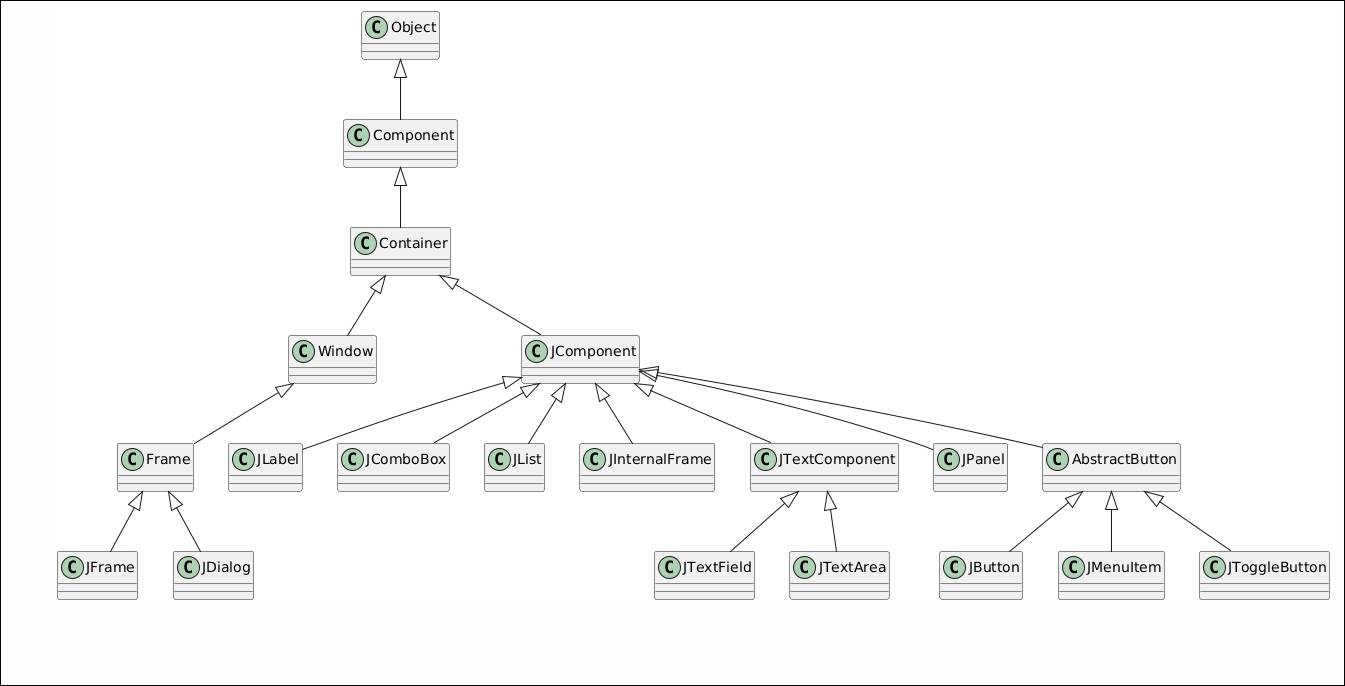 C Object
C Component
C Container
C Window
C JComponent
C Frame
C JLabel
C JComboBox
C JList
C JInternalFrame
C JTextComponent
C JPanel
C AbstractButton
C JFrame
C JDialog
C JTextField
C JTextArea
C JButton
C JMenuItem
C JToggleButton